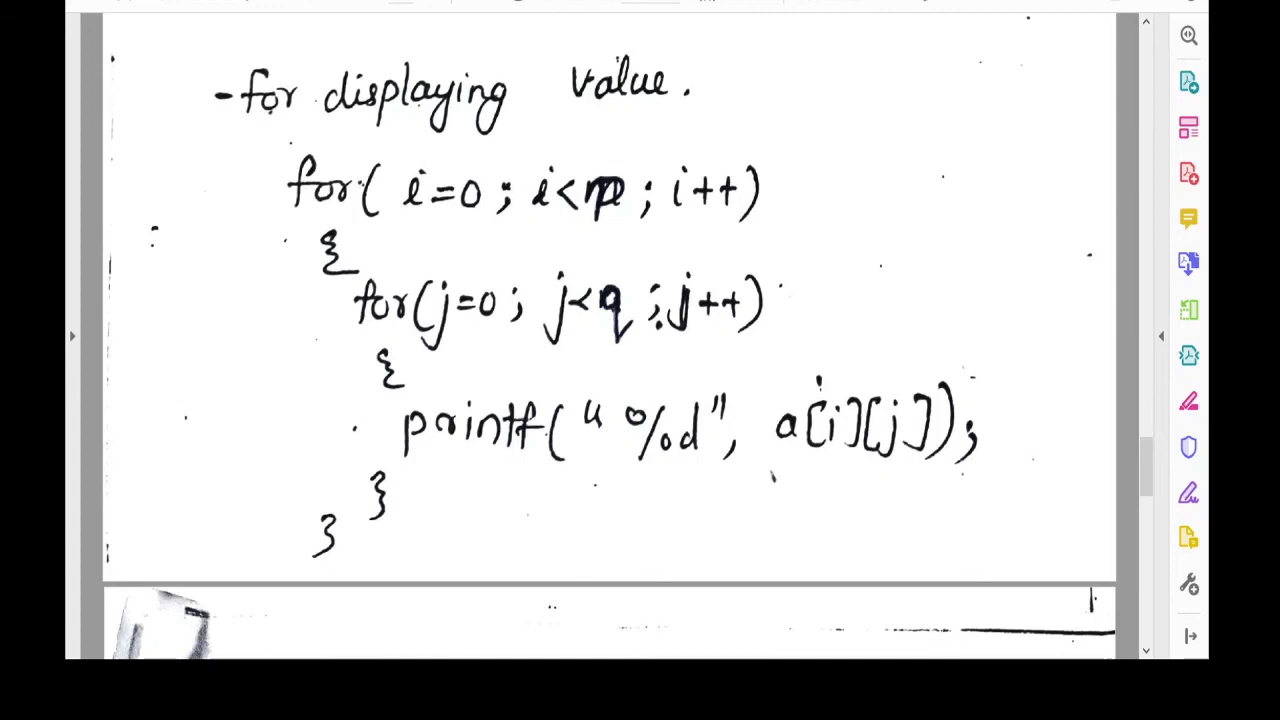 - for displaying value.
for( i=0 ; i<p ; i++)
{
for(j=0 ; j<q ; j++)
{
printf(" %d", a[i][j]);
}
}